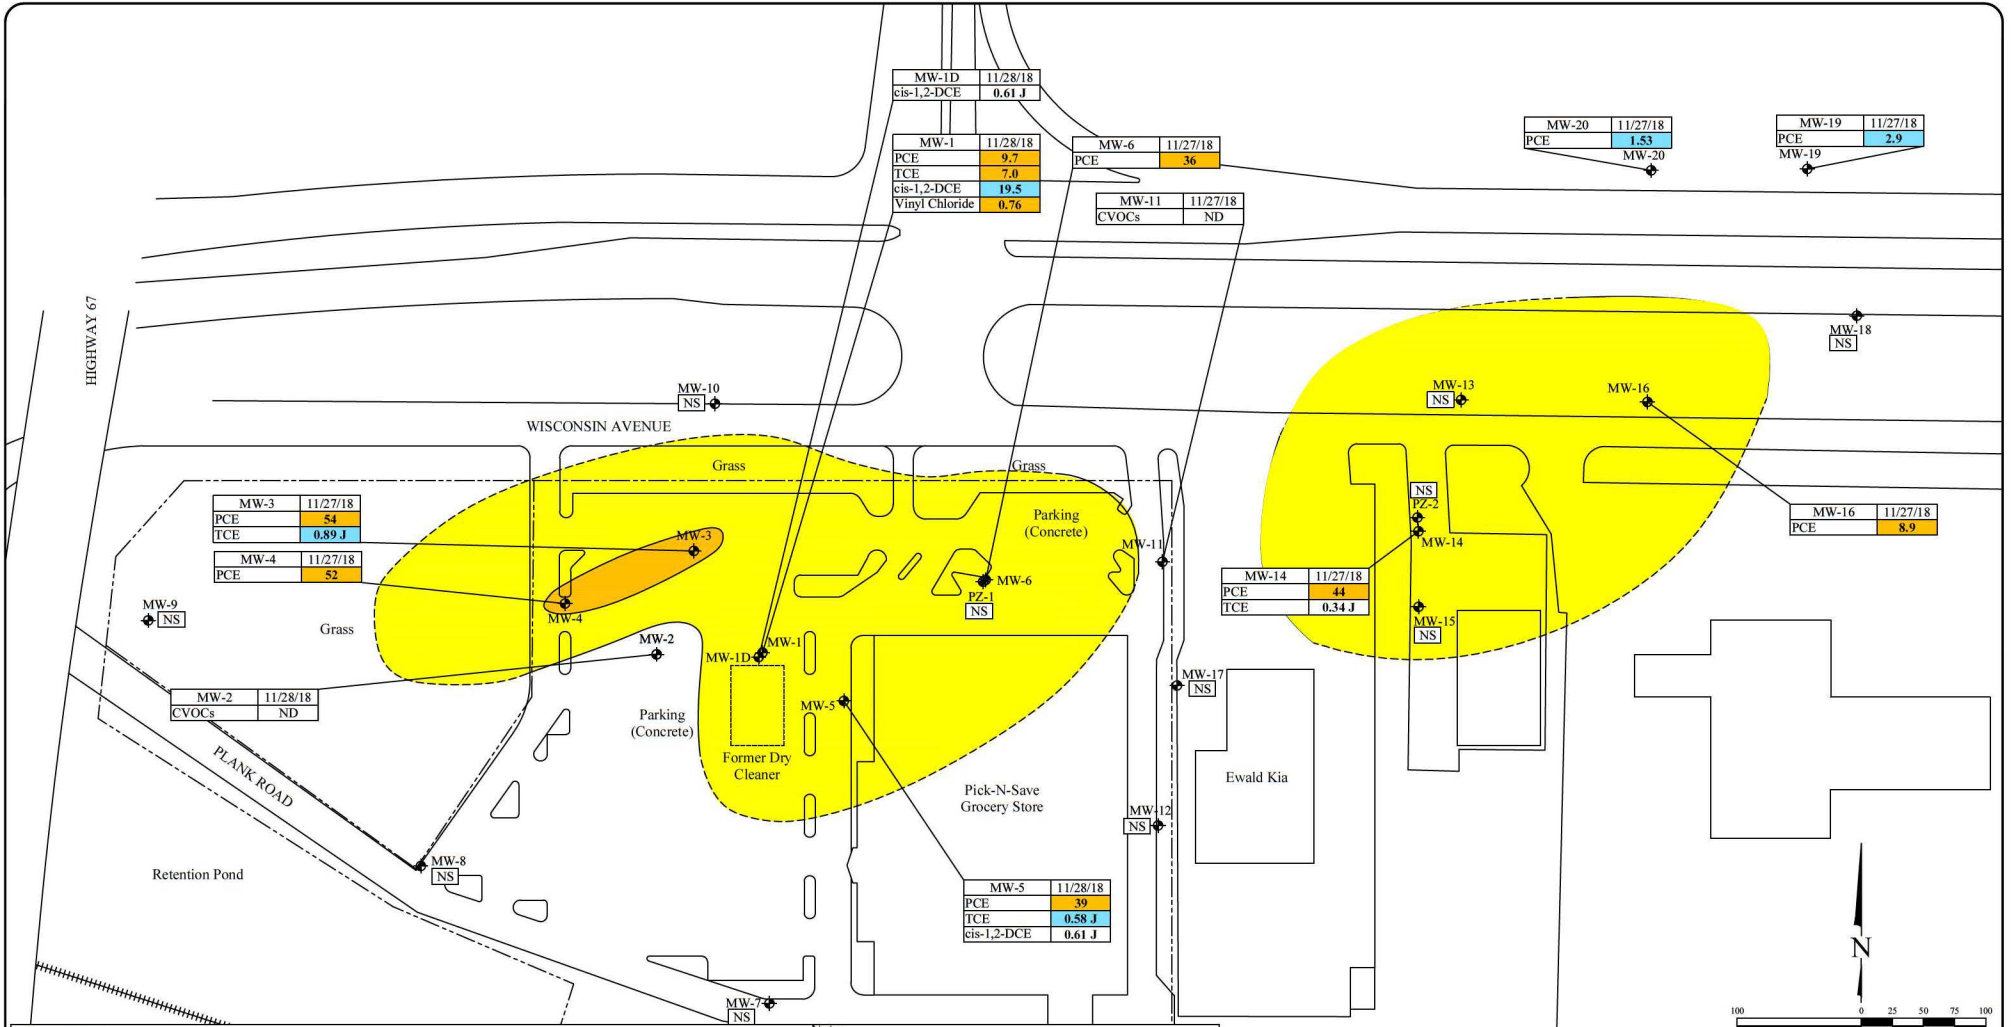 MW-1D 11/28/18
cis-1,2-DCE 0.61 J
MW-1 11/28/18
PCE 9.7
TCE 7.0
cis-1,2-DCE 19.5
Vinyl Chloride 0.76
MW-6 11/27/18
PCE 36
MW-11 11/27/18
CVOCs ND
MW-20 11/27/18
PCE 1.53
MW-20
MW-19 11/27/18
PCE 2.9
MW-19
HIGHWAY 67
MW-18
NS
MW-10
NS
MW-13
NS
MW-16
WISCONSIN AVENUE
Grass
Grass
MW-3 11/27/18
PCE 54
TCE 0.89 J
MW-4 11/27/18
PCE 52
MW-3
MW-4
Parking
(Concrete)
MW-11
NS
PZ-2
MW-14
MW-16 11/27/18
PCE 8.9
MW-14 11/27/18
PCE 44
TCE 0.34 J
MW-15
NS
MW-6
PZ-1
NS
MW-9
NS
Grass
MW-2
MW-1
MW-1D
MW-2 11/28/18
CVOCs ND
MW-5
MW-17
NS
Parking
(Concrete)
Former Dry
Cleaner
PLANK ROAD
Pick-N-Save
Grocery Store
Ewald Kia
MW-12
NS
Retention Pond
MW-8
NS
MW-5 11/28/18
PCE 39
TCE 0.58 J
cis-1,2-DCE 0.61 J
MW-7
NS
N
100 0 25 50 75 100